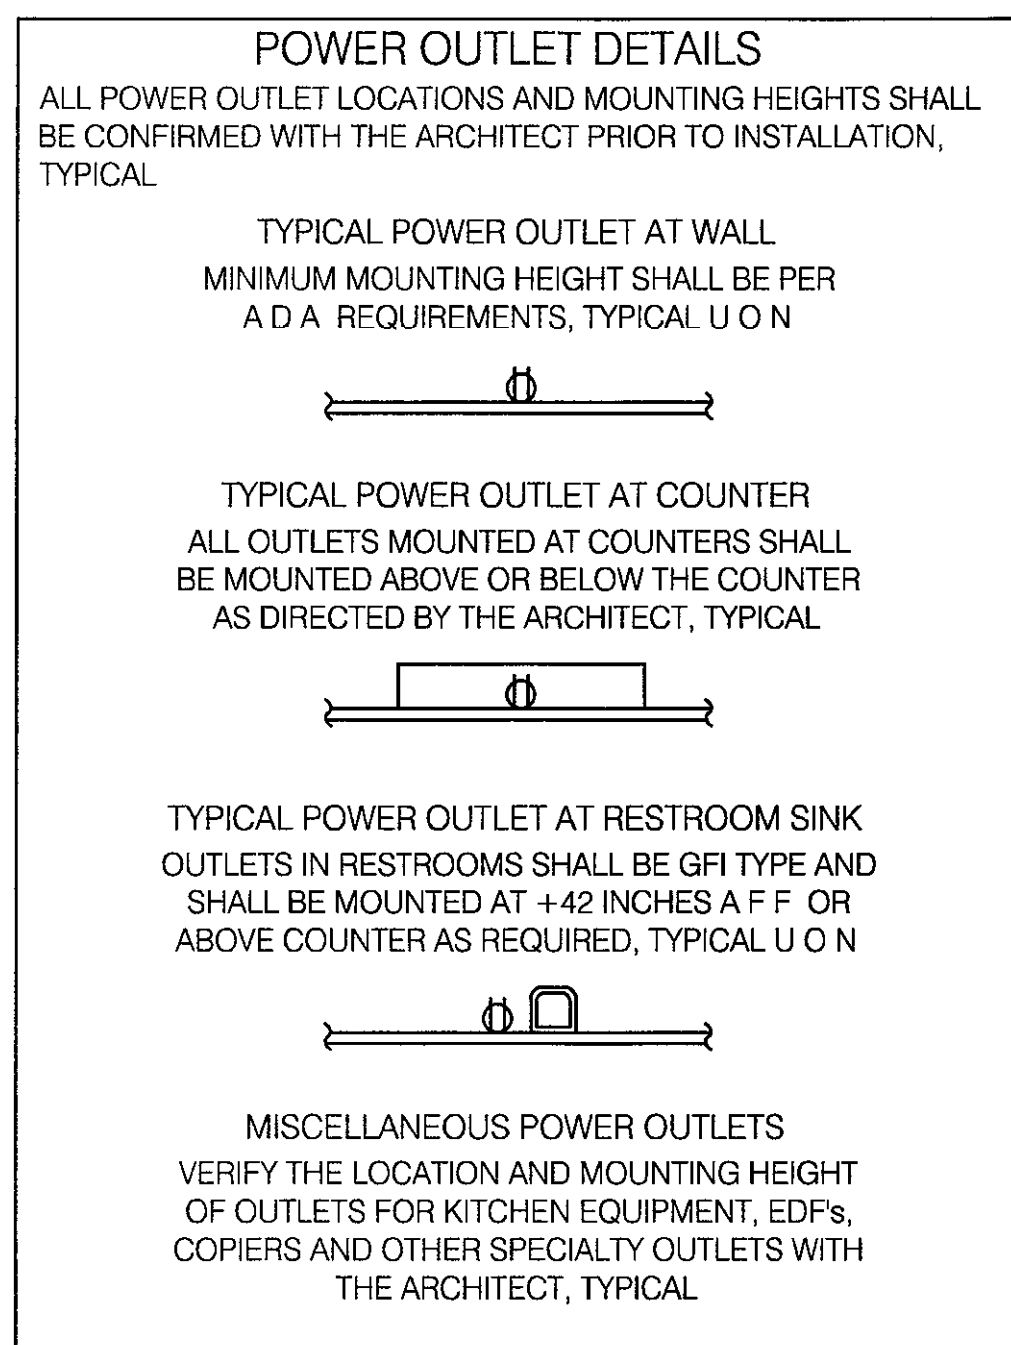 POWER OUTLET DETAILS
ALL POWER OUTLET LOCATIONS AND MOUNTING HEIGHTS SHALL
BE CONFIRMED WITH THE ARCHITECT PRIOR TO INSTALLATION,
TYPICAL
TYPICAL POWER OUTLET AT WALL
MINIMUM MOUNTING HEIGHT SHALL BE PER
A D A REQUIREMENTS, TYPICAL U O N
TYPICAL POWER OUTLET AT COUNTER
ALL OUTLETS MOUNTED AT COUNTERS SHALL
BE MOUNTED ABOVE OR BELOW THE COUNTER
AS DIRECTED BY THE ARCHITECT, TYPICAL
TYPICAL POWER OUTLET AT RESTROOM SINK
OUTLETS IN RESTROOMS SHALL BE GFI TYPE AND
SHALL BE MOUNTED AT +42 INCHES A F F OR
ABOVE COUNTER AS REQUIRED, TYPICAL U O N
MISCELLANEOUS POWER OUTLETS
VERIFY THE LOCATION AND MOUNTING HEIGHT
OF OUTLETS FOR KITCHEN EQUIPMENT, EDF's,
COPIERS AND OTHER SPECIALTY OUTLETS WITH
THE ARCHITECT, TYPICAL